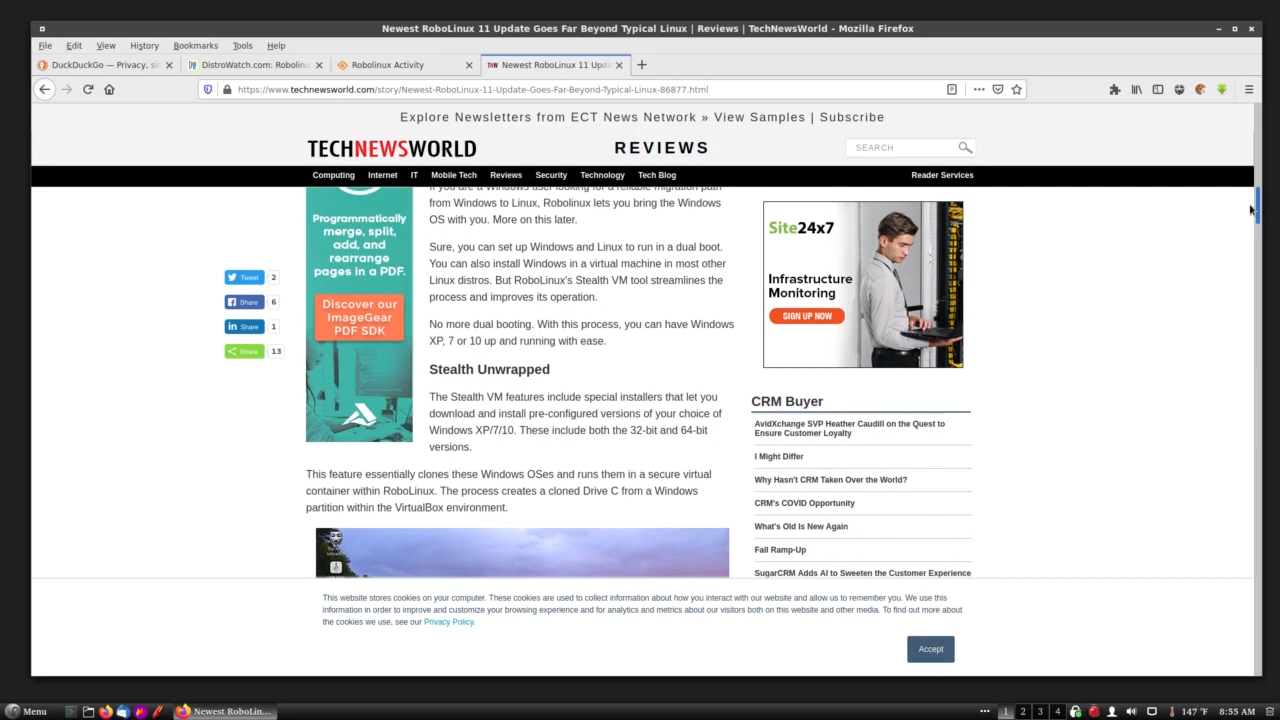 Newest RoboLinux 11 Update Goes Far Beyond Typical Linux | Reviews | TechNewsWorld - Mozilla Firefox
File Edit View History Bookmarks Tools Help
DuckDuckGo — Privacy, sim
DistroWatch.com: Robolinux
Robolinux Activity
Newest RoboLinux 11 Upda
https://www.technewsworld.com/story/Newest-RoboLinux-11-Update-Goes-Far-Beyond-Typical-Linux-86877.html
Explore Newsletters from ECT News Network » View Samples | Subscribe
TECHNEWSWORLD
REVIEWS
SEARCH
Computing Internet IT Mobile Tech Reviews Security Technology Tech Blog Reader Services
Tweet 2
Share 6
Share 1
Share 13
Programmatically
merge, split,
add, and
rearrange
pages in a PDF.
Discover our
ImageGear
PDF SDK
If you are a Windows user looking for a reliable migration path
from Windows to Linux, Robolinux lets you bring the Windows
OS with you. More on this later.
Sure, you can set up Windows and Linux to run in a dual boot.
You can also install Windows in a virtual machine in most other
Linux distros. But RoboLinux's Stealth VM tool streamlines the
process and improves its operation.
No more dual booting. With this process, you can have Windows
XP, 7 or 10 up and running with ease.
Stealth Unwrapped
The Stealth VM features include special installers that let you
download and install pre-configured versions of your choice of
Windows XP/7/10. These include both the 32-bit and 64-bit
versions.
This feature essentially clones these Windows OSes and runs them in a secure virtual
container within RoboLinux. The process creates a cloned Drive C from a Windows
partition within the VirtualBox environment.
Site24x7
Infrastructure
Monitoring
SIGN UP NOW
CRM Buyer
AvidXchange SVP Heather Caudill on the Quest to
Ensure Customer Loyalty
I Might Differ
Why Hasn't CRM Taken Over the World?
CRM's COVID Opportunity
What's Old Is New Again
Fall Ramp-Up
SugarCRM Adds AI to Sweeten the Customer Experience
This website stores cookies on your computer. These cookies are used to collect information about how you interact with our website and allow us to remember you. We use this
information in order to improve and customize your browsing experience and for analytics and metrics about our visitors both on this website and other media. To find out more about
the cookies we use, see our Privacy Policy.
Accept
Menu
Newest RoboLin...
1 2 3 4
147 °F
8:55 AM